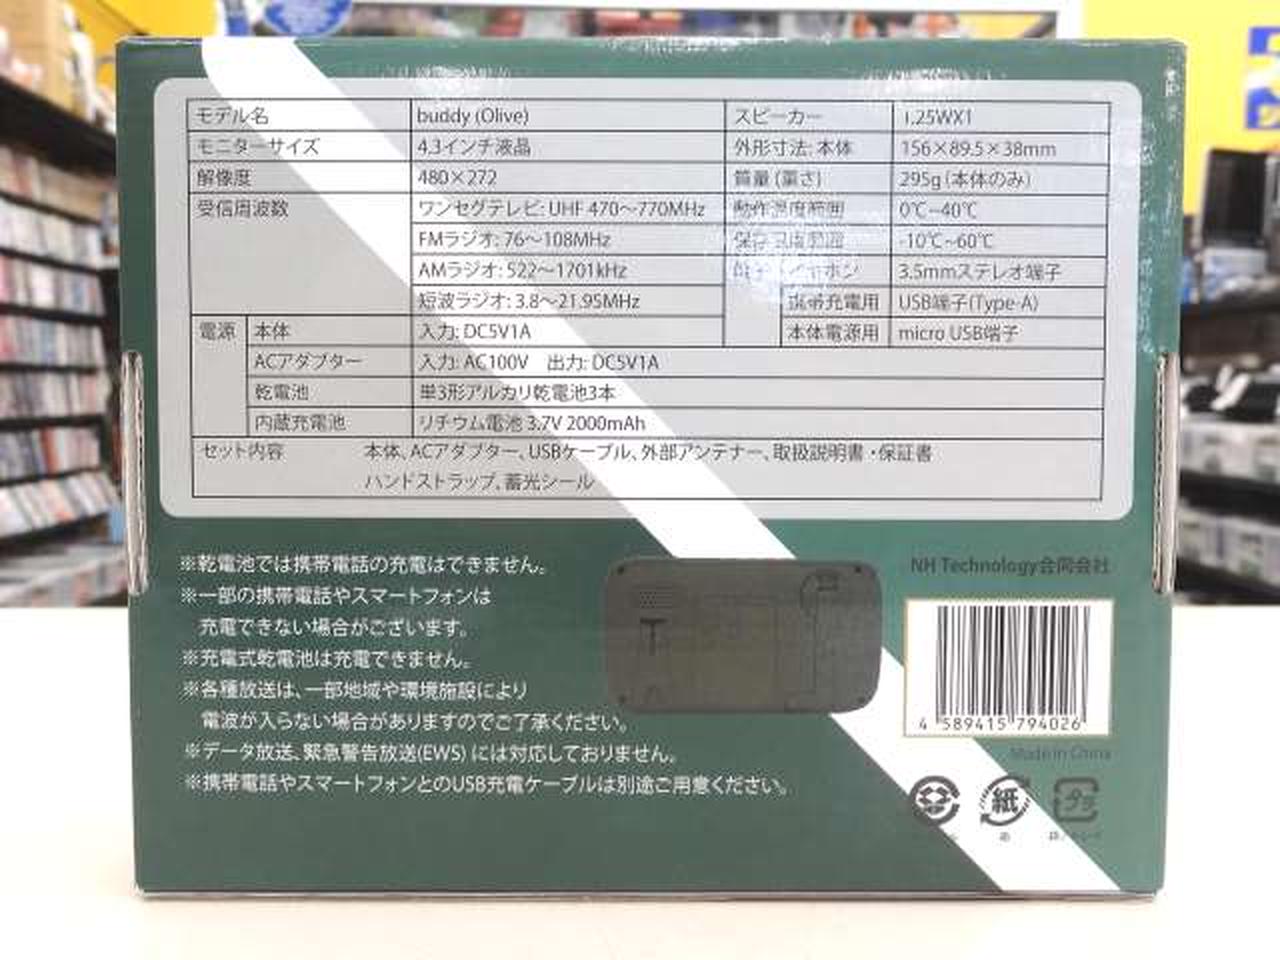 モデル名 buddy (Olive) スピーカー 1.25WX1
モニターサイズ 4.3インチ液晶 外形寸法: 本体 156×89.5×38mm
解像度 480×272 質量(重さ) 295g(本体のみ)
受信周波数 ワンセグテレビ: UHF 470〜770MHz 動作温度範囲 0℃~40℃
FMラジオ: 76〜108MHz 保存温度範囲 -10℃~60℃
AMラジオ: 522〜1701kHz 端子 イヤホン 3.5mmステレオ端子
短波ラジオ: 3.8〜21.95MHz 携帯充電用 USB端子(Type-A)
電源 本体 入力: DC5V1A 本体電源用 micro USB端子
ACアダプター 入力: AC100V 出力: DC5V1A
乾電池 単3形アルカリ乾電池3本
内蔵充電池 リチウム電池 3.7V 2000mAh
セット内容 本体、ACアダプター、USBケーブル、外部アンテナー、取扱説明書・保証書
ハンドストラップ、蓄光シール
※乾電池では携帯電話の充電はできません。
※一部の携帯電話やスマートフォンは
充電できない場合がございます。
※充電式乾電池は充電できません。
※各種放送は、一部地域や環境施設により
電波が入らない場合がありますのでご了承ください。
※データ放送、緊急警告放送(EWS) には対応しておりません。
※携帯電話やスマートフォンとのUSB充電ケーブルは別途ご用意ください。
NH Technology合同会社
4 589415 794026
Made in China
紙 プラ